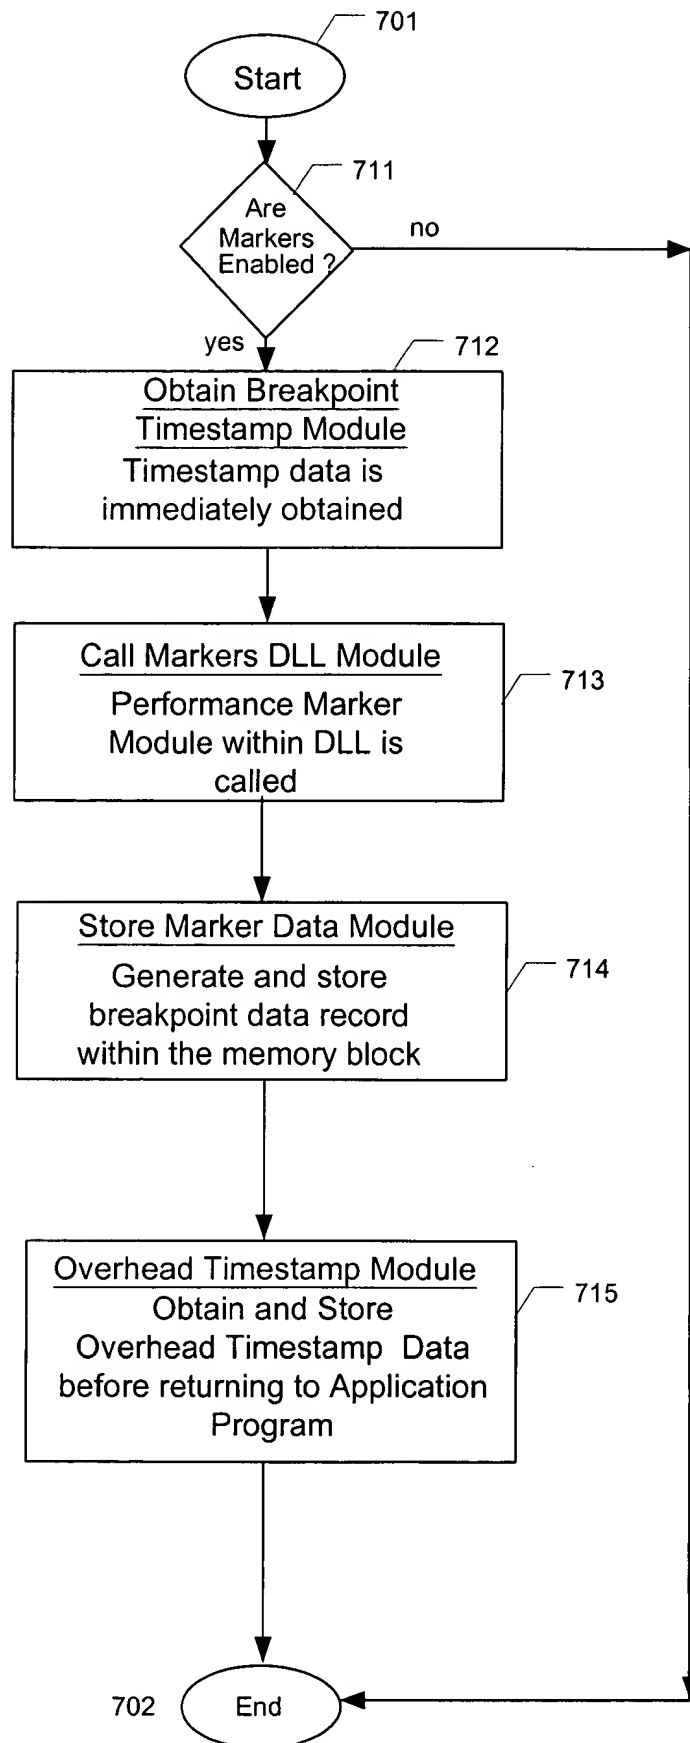 701
Start
711
Are
Markers
Enabled ?
no
yes
712
Obtain Breakpoint
Timestamp Module
Timestamp data is
immediately obtained
Call Markers DLL Module
713
Performance Marker
Module within DLL is
called
Store Marker Data Module
714
Generate and store
breakpoint data record
within the memory block
Overhead Timestamp Module
715
Obtain and Store
Overhead Timestamp Data
before returning to Application
Program
702
End